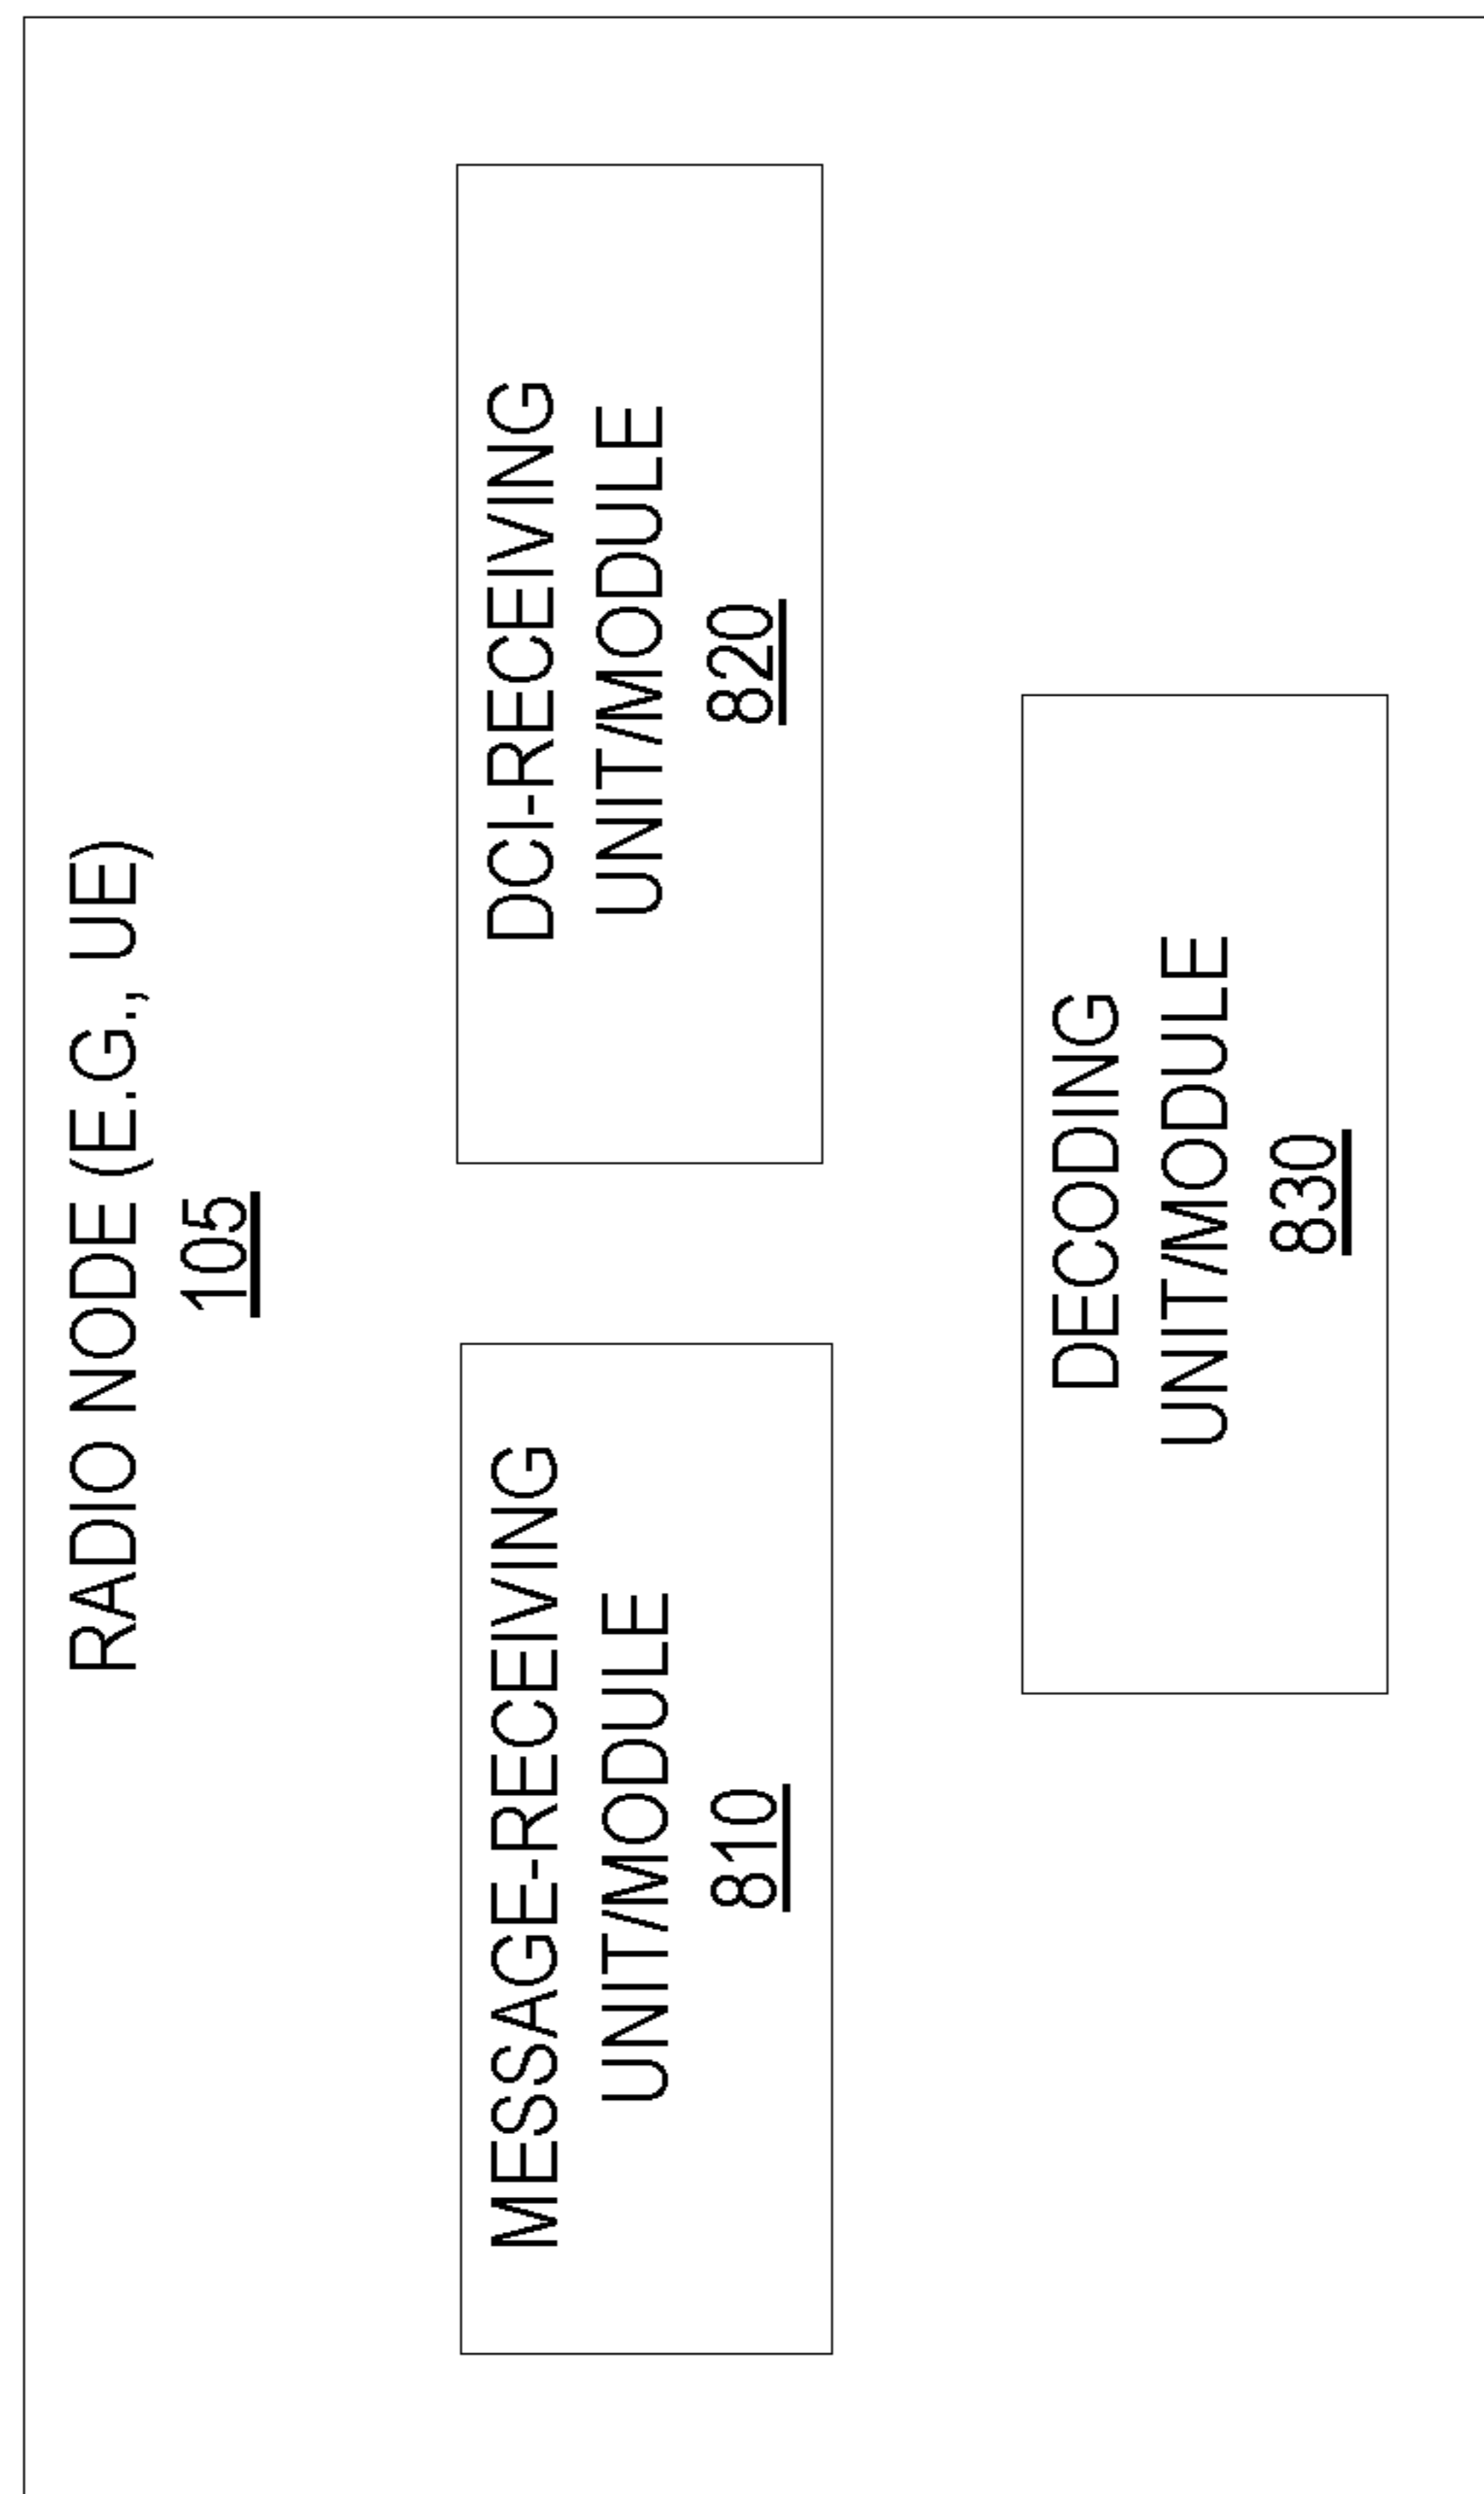 RADIO NODE (E.G., UE)
105
MESSAGE-RECEIVING
UNIT/MODULE
810
DCI-RECEIVING
UNIT/MODULE
820
DECODING
UNIT/MODULE
830